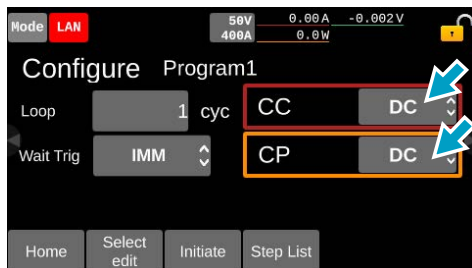 Mode LAN 50V 0.00A -0.002V
400A 0.0W
Configure Program1
Loop 1 cyc CC DC
Wait Trig IMM CP DC
Home Select edit Initiate Step List